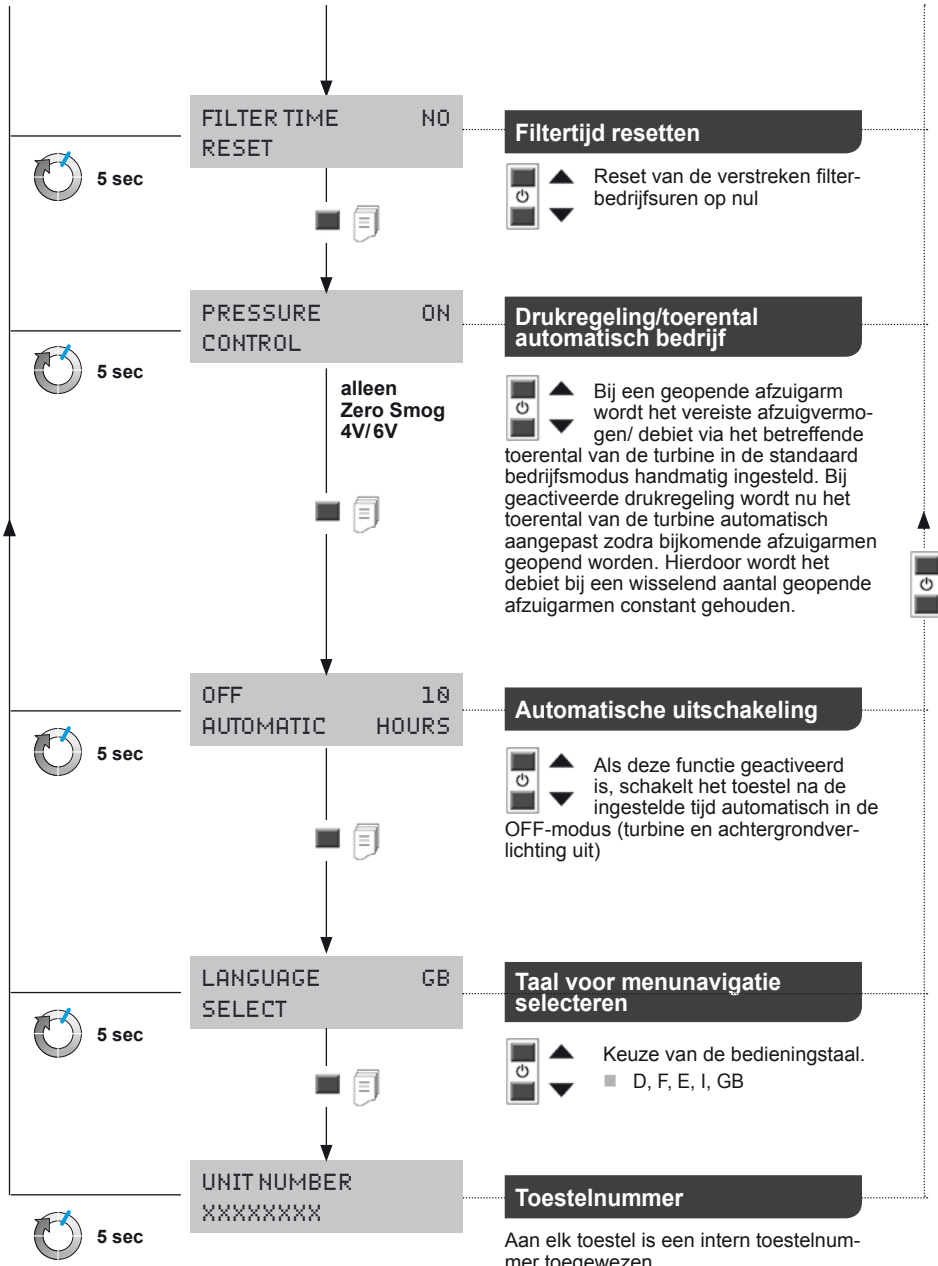 FILTER TIME NO
RESET
5 sec
Filtertijd resetten
Reset van de verstreken filter-
bedrijfsuren op nul
PRESSURE ON
CONTROL
5 sec
alleen
Zero Smog
4V/6V
Drukregeling/toerental
automatisch bedrijf
Bij een geopende afzuigarm
wordt het vereiste afzuigvermo-
gen/ debiet via het betreffende
toerental van de turbine in de standaard
bedrijfsmodus handmatig ingesteld. Bij
geactiveerde drukregeling wordt nu het
toerental van de turbine automatisch
aangepast zodra bijkomende afzuigarmen
geopend worden. Hierdoor wordt het
debiet bij een wisselend aantal geopende
afzuigarmen constant gehouden.
OFF 10
AUTOMATIC HOURS
5 sec
Automatische uitschakeling
Als deze functie geactiveerd
is, schakelt het toestel na de
ingestelde tijd automatisch in de
OFF-modus (turbine en achtergrondver-
lichting uit)
LANGUAGE GB
SELECT
5 sec
Taal voor menunavigatie
selecteren
Keuze van de bedieningstaal.
D, F, E, I, GB
UNIT NUMBER
XXXXXXXX
5 sec
Toestelnummer
Aan elk toestel is een intern toestelnum-
mer toegewezen